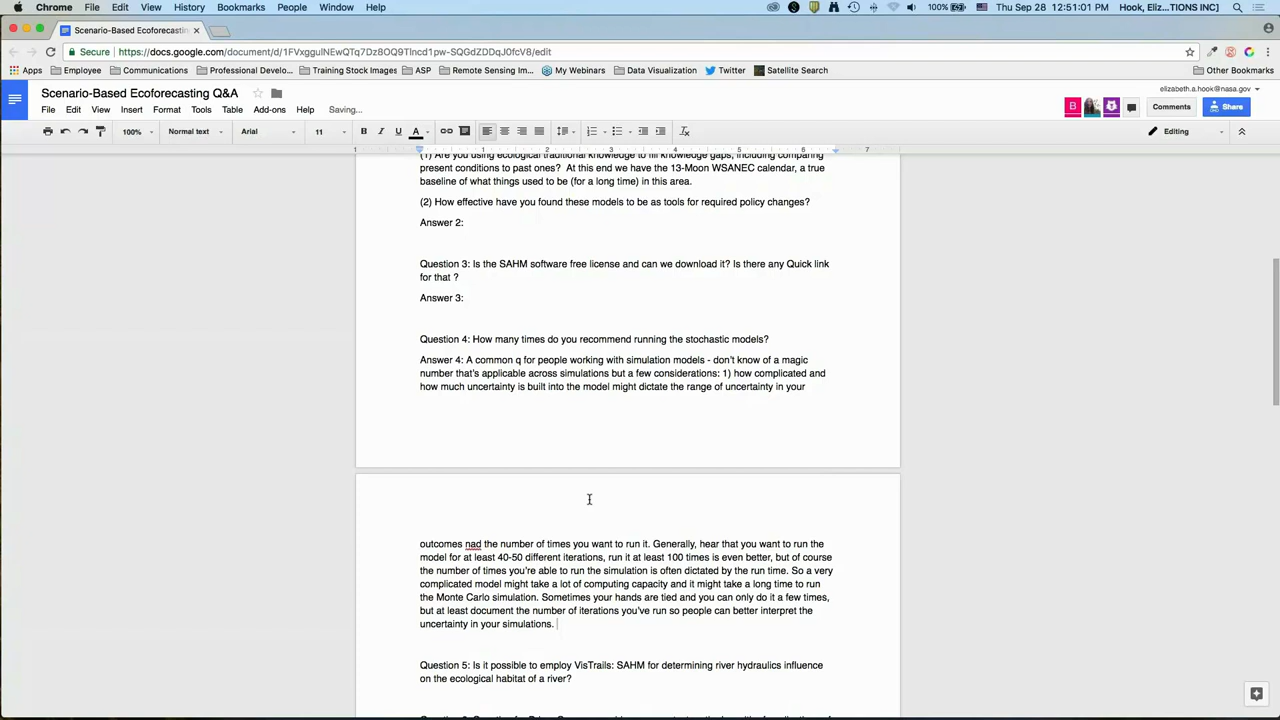 Chrome File Edit View History Bookmarks People Window Help 100% Thu Sep 28 12:51:01 PM Hook, Eliz...TIONS INC]
Scenario-Based Ecoforecasting
Secure https://docs.google.com/document/d/1FVxggulNEwQTq7Dz8OQ9Tlncd1pw-SQGdZDDqJ0fcV8/edit
Apps Employee Communications Professional Develo... Training Stock Images ASP Remote Sensing Im... My Webinars Data Visualization Twitter Satellite Search Other Bookmarks
Scenario-Based Ecoforecasting Q&A
elizabeth.a.hook@nasa.gov
File Edit View Insert Format Tools Table Add-ons Help Saving...
B Comments Share
100% Normal text Arial 11 B I U A Editing
1 1 2 3 4 5 6 7
(1) Are you using ecological traditional knowledge to fill knowledge gaps, including comparing
present conditions to past ones? At this end we have the 13-Moon WSANEC calendar, a true
baseline of what things used to be (for a long time) in this area.
(2) How effective have you found these models to be as tools for required policy changes?
Answer 2:
Question 3: Is the SAHM software free license and can we download it? Is there any Quick link
for that ?
Answer 3:
Question 4: How many times do you recommend running the stochastic models?
Answer 4: A common q for people working with simulation models - don't know of a magic
number that's applicable across simulations but a few considerations: 1) how complicated and
how much uncertainty is built into the model might dictate the range of uncertainty in your
outcomes nad the number of times you want to run it. Generally, hear that you want to run the
model for at least 40-50 different iterations, run it at least 100 times is even better, but of course
the number of times you're able to run the simulation is often dictated by the run time. So a very
complicated model might take a lot of computing capacity and it might take a long time to run
the Monte Carlo simulation. Sometimes your hands are tied and you can only do it a few times,
but at least document the number of iterations you've run so people can better interpret the
uncertainty in your simulations.
Question 5: Is it possible to employ VisTrails: SAHM for determining river hydraulics influence
on the ecological habitat of a river?